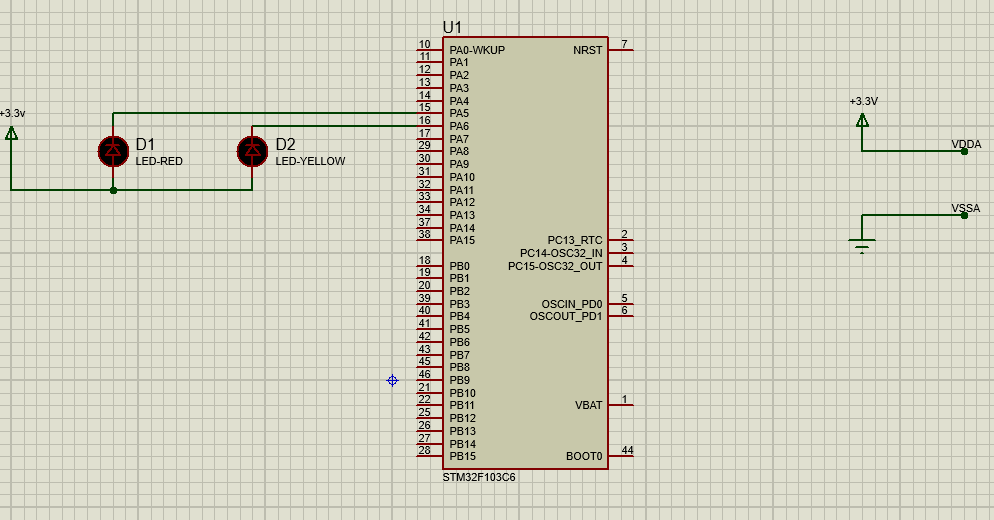 U1
10 PA0-WKUP NRST 7
11 PA1
12 PA2
13 PA3
14 PA4
15 PA5
16 PA6
17 PA7
29 PA8
30 PA9
31 PA10
32 PA11
33 PA12
34 PA13
37 PA14
38 PA15
PC13_RTC 2
PC14-OSC32_IN 3
18 PB0 PC15-OSC32_OUT 4
19 PB1
20 PB2
39 PB3 OSCIN_PD0 5
40 PB4 OSCOUT_PD1 6
41 PB5
42 PB6
43 PB7
45 PB8
46 PB9
21 PB10
22 PB11 VBAT 1
25 PB12
26 PB13
27 PB14
28 PB15 BOOT0 44
STM32F103C6
+3.3v
D1
LED-RED
D2
LED-YELLOW
+3.3V
VDDA
VSSA